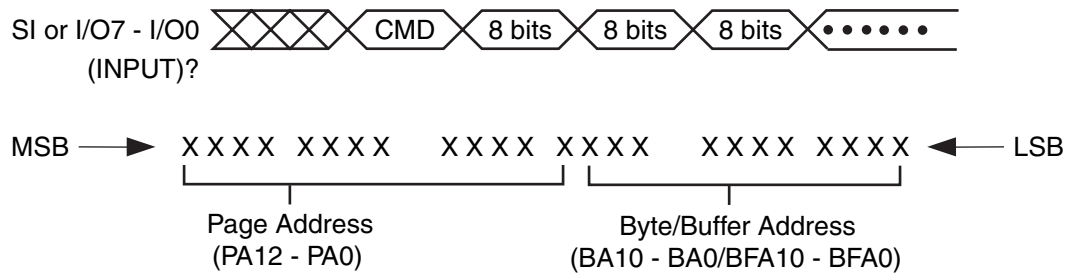 SI or I/O7 - I/O0 CMD 8 bits 8 bits 8 bits ••••••
(INPUT)?
MSB XXXX XXXX XXXX XXXX XXXX XXXX LSB
Page Address Byte/Buffer Address
(PA12 - PA0) (BA10 - BA0/BFA10 - BFA0)